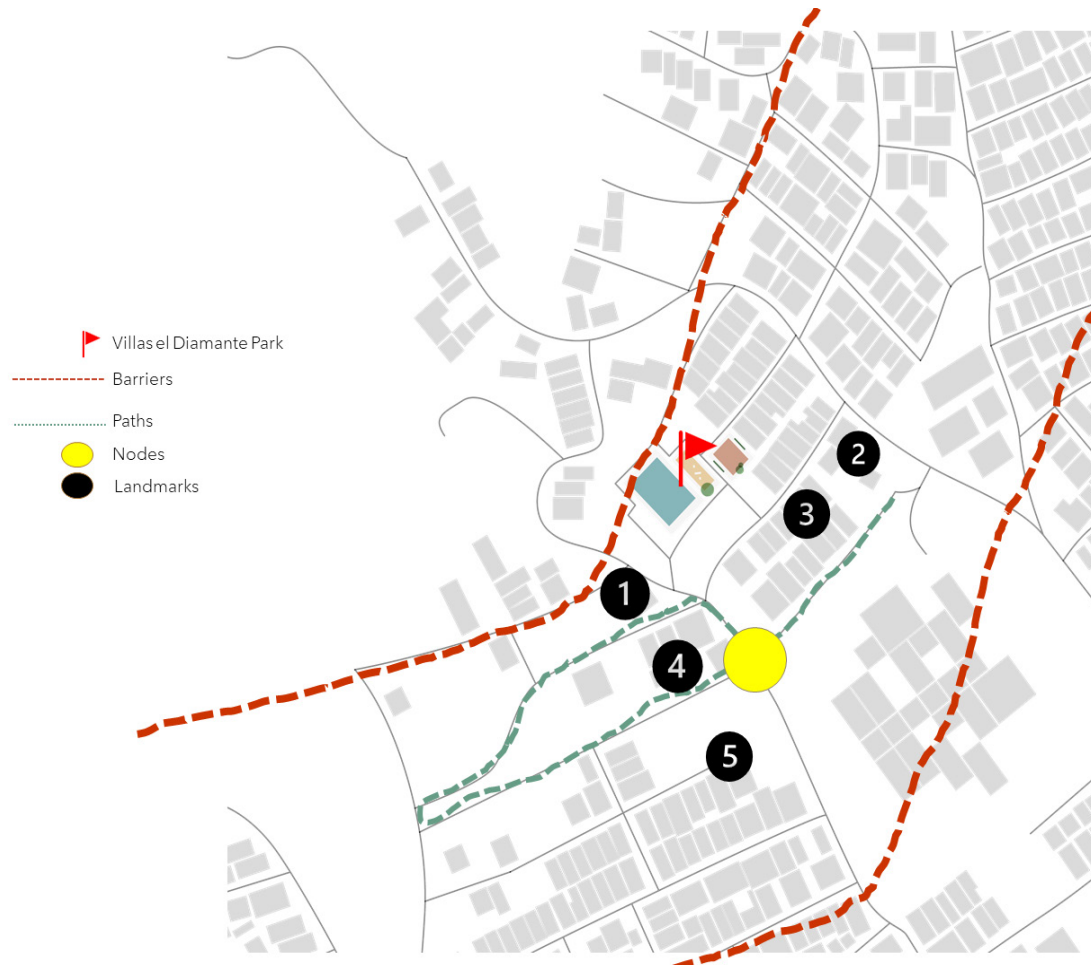 Villas el Diamante Park
Barriers
Paths
Nodes
Landmarks
2
3
1
4
5